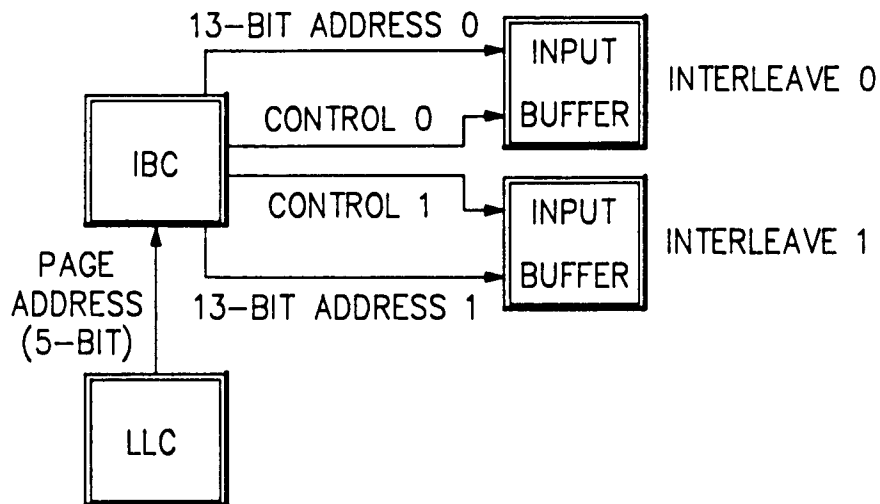 13-BIT ADDRESS 0
INPUT
BUFFER
INTERLEAVE 0
CONTROL 0
IBC
CONTROL 1
INPUT
BUFFER
INTERLEAVE 1
13-BIT ADDRESS 1
PAGE
ADDRESS
(5-BIT)
LLC